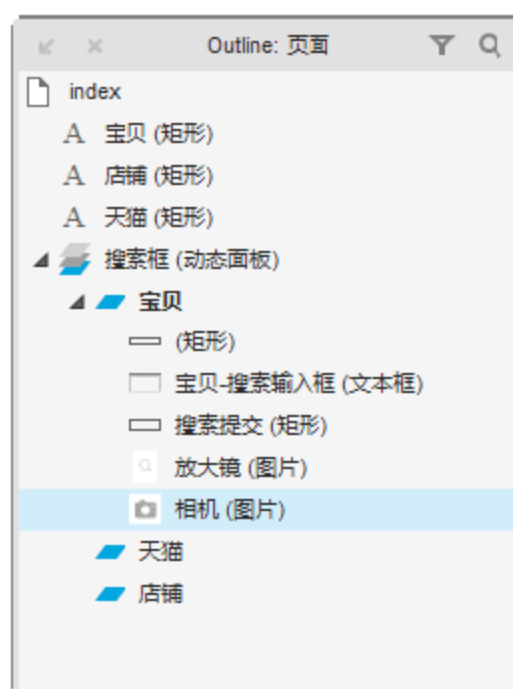 Outline: 页面
index
A 宝贝 (矩形)
A 店铺 (矩形)
A 天猫 (矩形)
搜索框 (动态面板)
宝贝
(矩形)
宝贝-搜索输入框 (文本框)
搜索提交 (矩形)
放大镜 (图片)
相机 (图片)
天猫
店铺